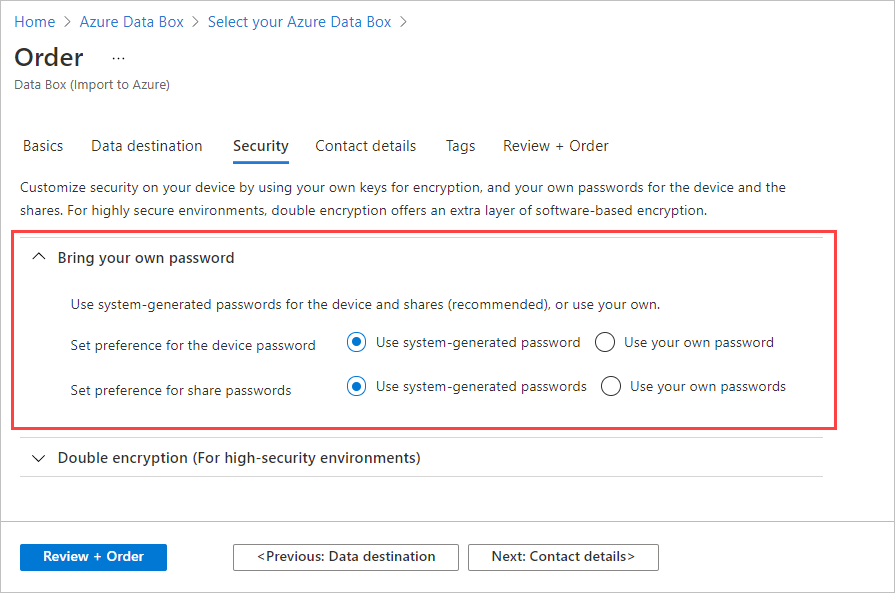 Home > Azure Data Box > Select your Azure Data Box >
Order ...
Data Box (Import to Azure)
Basics Data destination Security Contact details Tags Review + Order
Customize security on your device by using your own keys for encryption, and your own passwords for the device and the
shares. For highly secure environments, double encryption offers an extra layer of software-based encryption.
Bring your own password
Use system-generated passwords for the device and shares (recommended), or use your own.
Set preference for the device password Use system-generated password Use your own password
Set preference for share passwords Use system-generated passwords Use your own passwords
Double encryption (For high-security environments)
Review + Order <Previous: Data destination Next: Contact details>